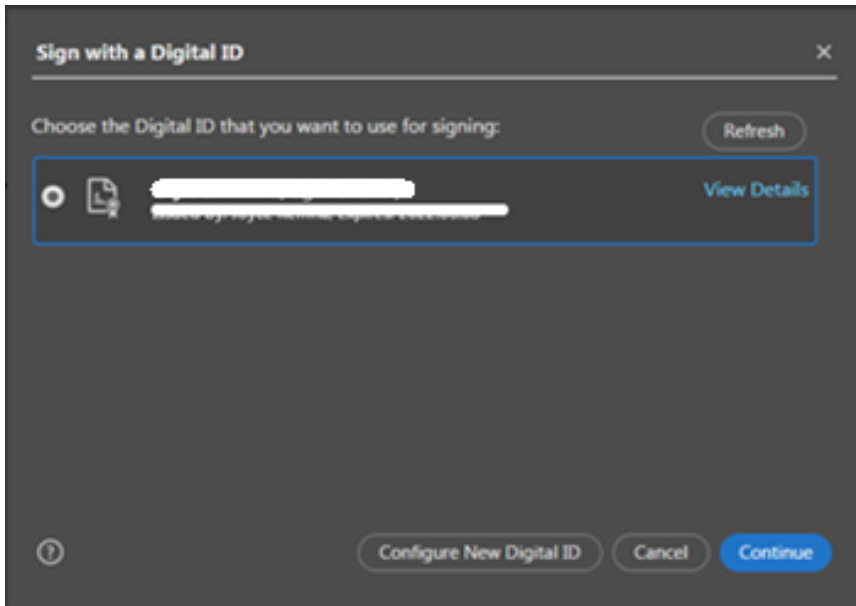 Sign with a Digital ID
Choose the Digital ID that you want to use for signing:
Refresh
View Details
Configure New Digital ID
Cancel
Continue